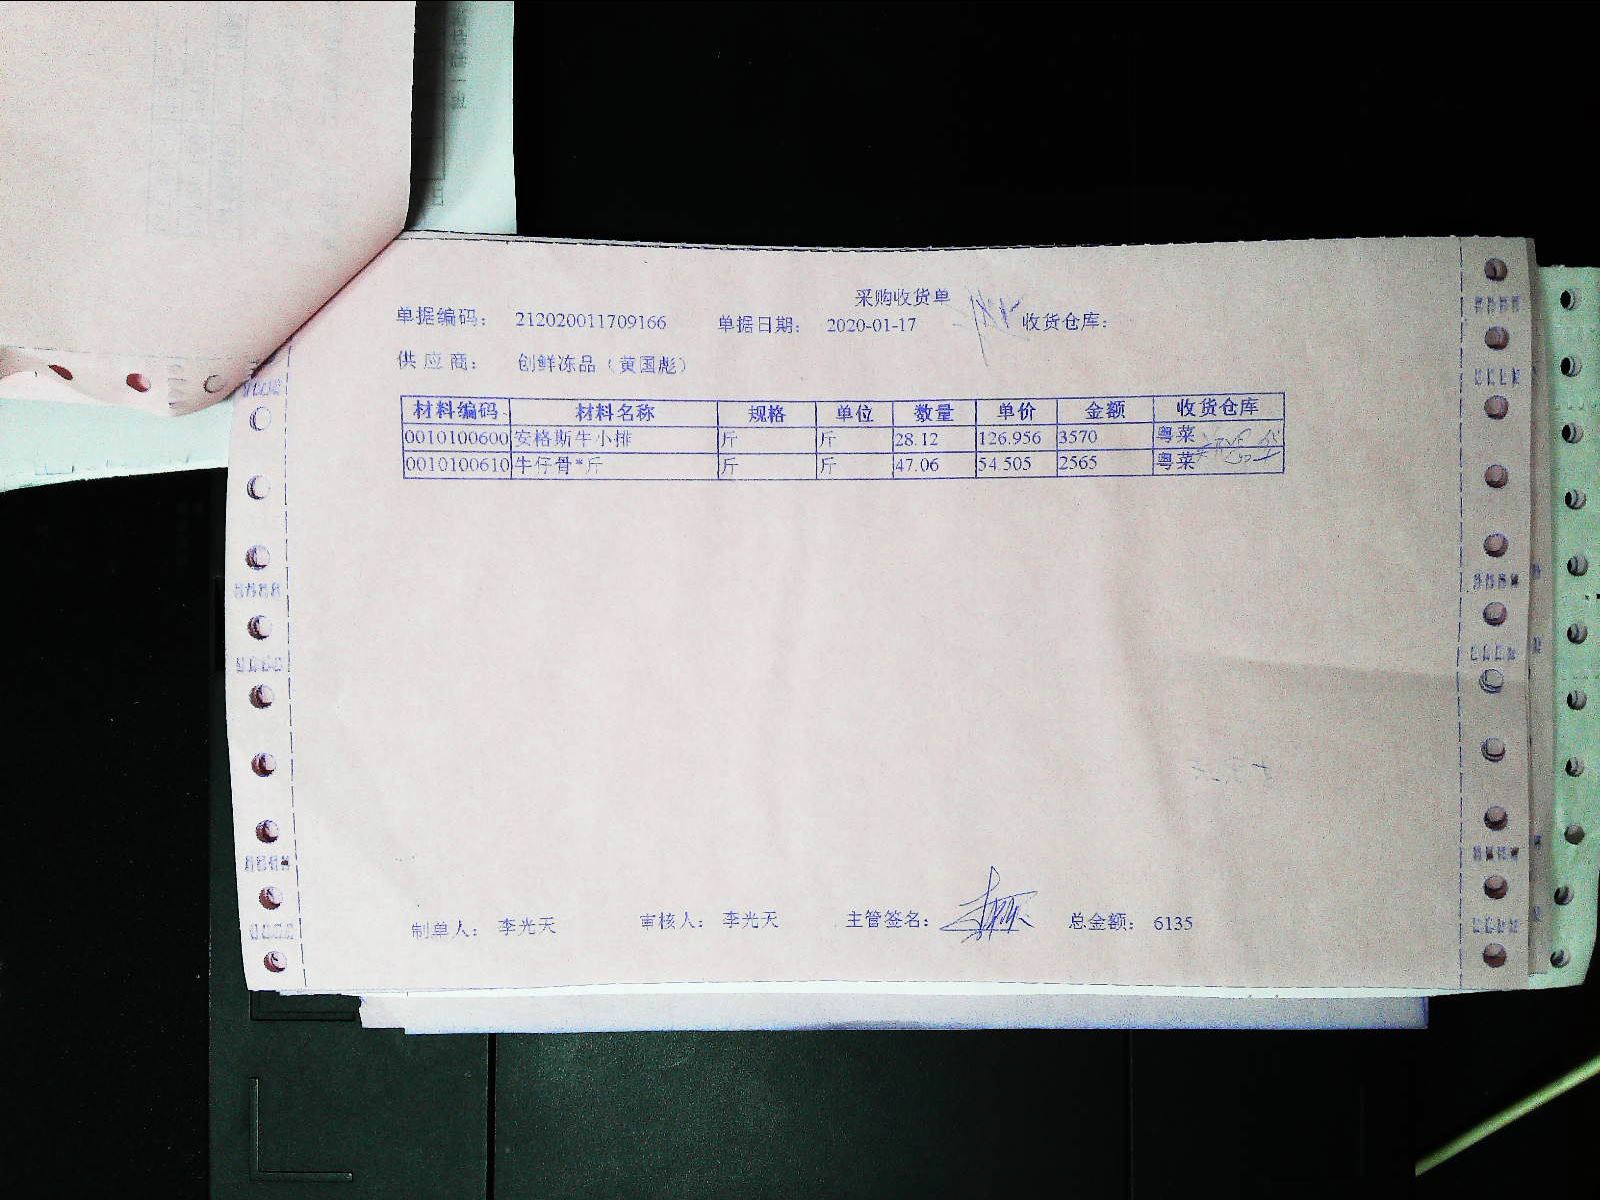 采购收货单
单据编码： 212020011709166 单据日期： 2020-01-17 收货仓库：
供应商： 创鲜冻品（黄国彪）
材料编码 材料名称 规格 单位 数量 单价 金额 收货仓库
0010100600 安格斯牛小排 斤 斤 28.12 126.956 3570 粤菜
0010100610 牛仔骨*斤 斤 斤 47.06 54.505 2565 粤菜
制单人： 李光天 审核人： 李光天 主管签名： 总金额： 6135